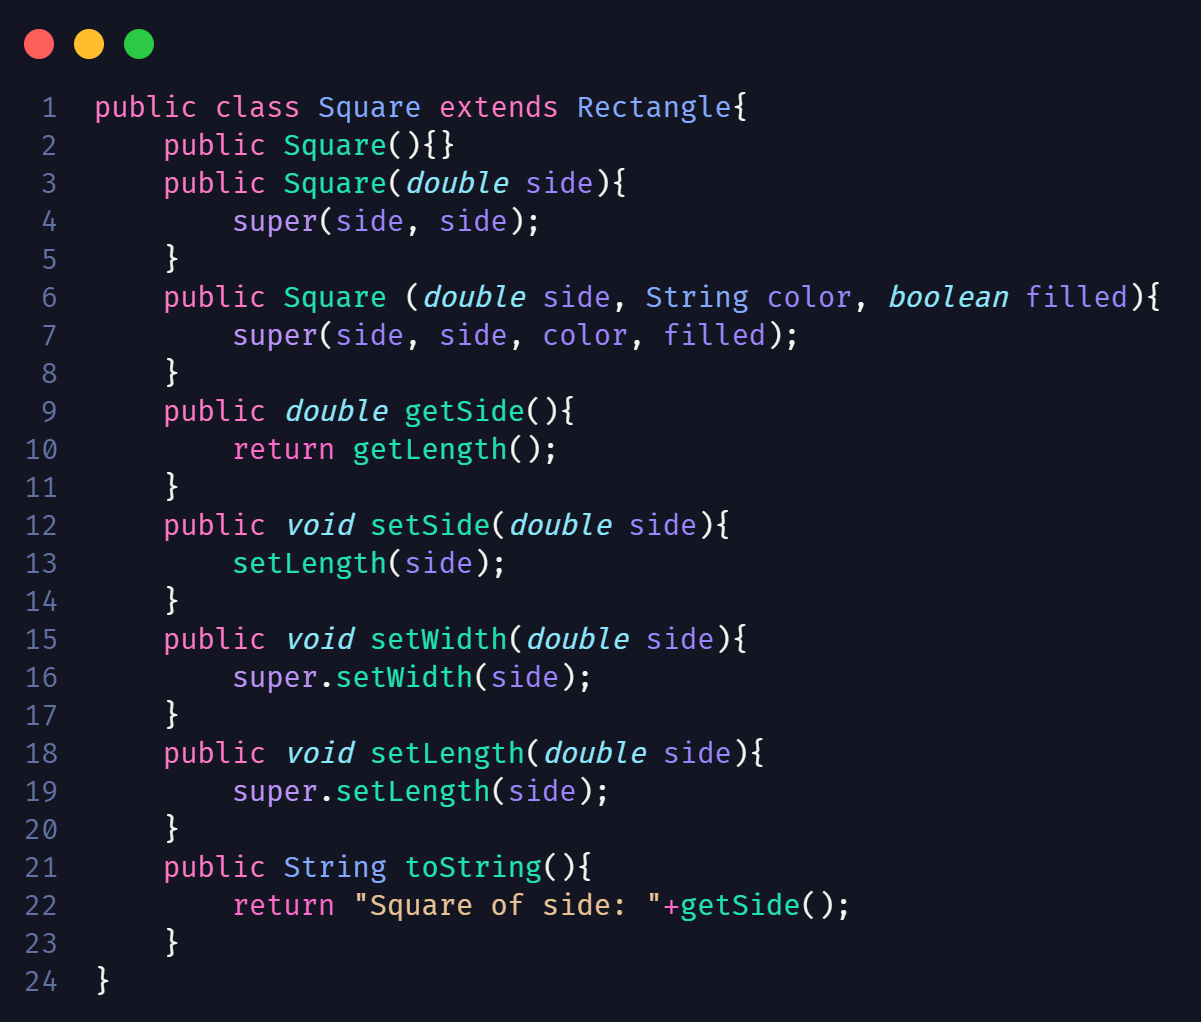 1 public class Square extends Rectangle{
2     public Square(){}
3     public Square(double side){
4         super(side, side);
5     }
6     public Square (double side, String color, boolean filled){
7         super(side, side, color, filled);
8     }
9     public double getSide(){
10         return getLength();
11     }
12     public void setSide(double side){
13         setLength(side);
14     }
15     public void setWidth(double side){
16         super.setWidth(side);
17     }
18     public void setLength(double side){
19         super.setLength(side);
20     }
21     public String toString(){
22         return "Square of side: "+getSide();
23     }
24 }